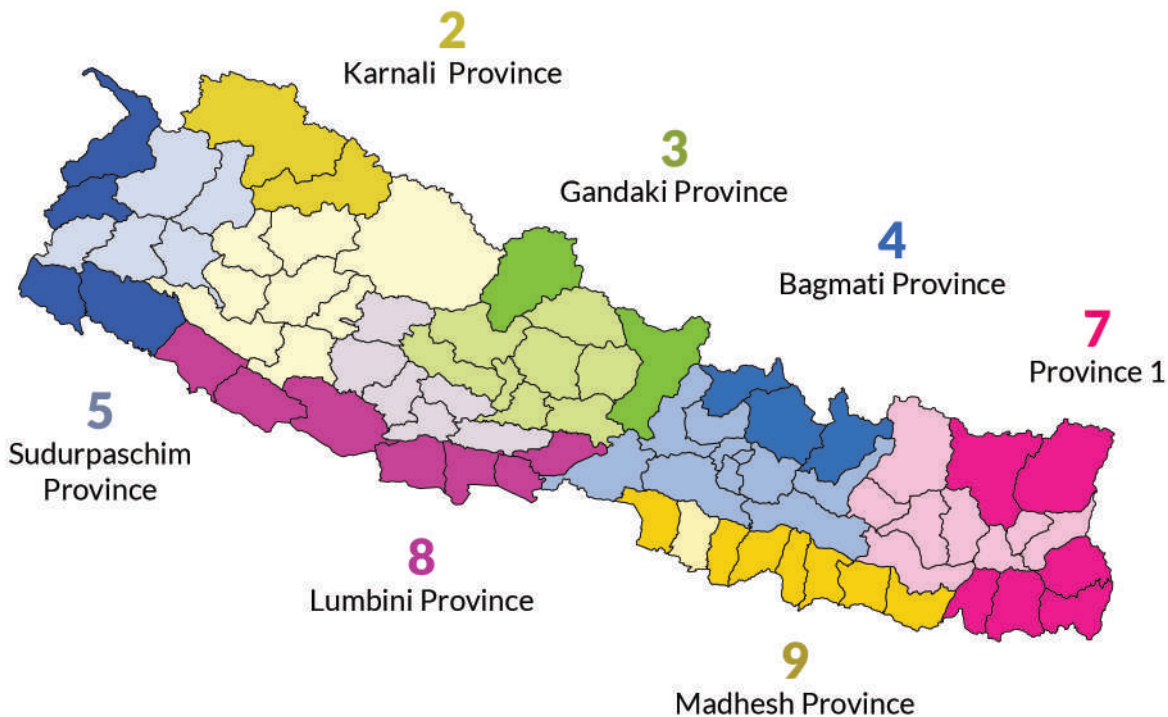 2
Karnali Province
3
Gandaki Province
4
Bagmati Province
7
Province 1
5
Sudurpaschim
Province
8
Lumbini Province
9
Madhesh Province